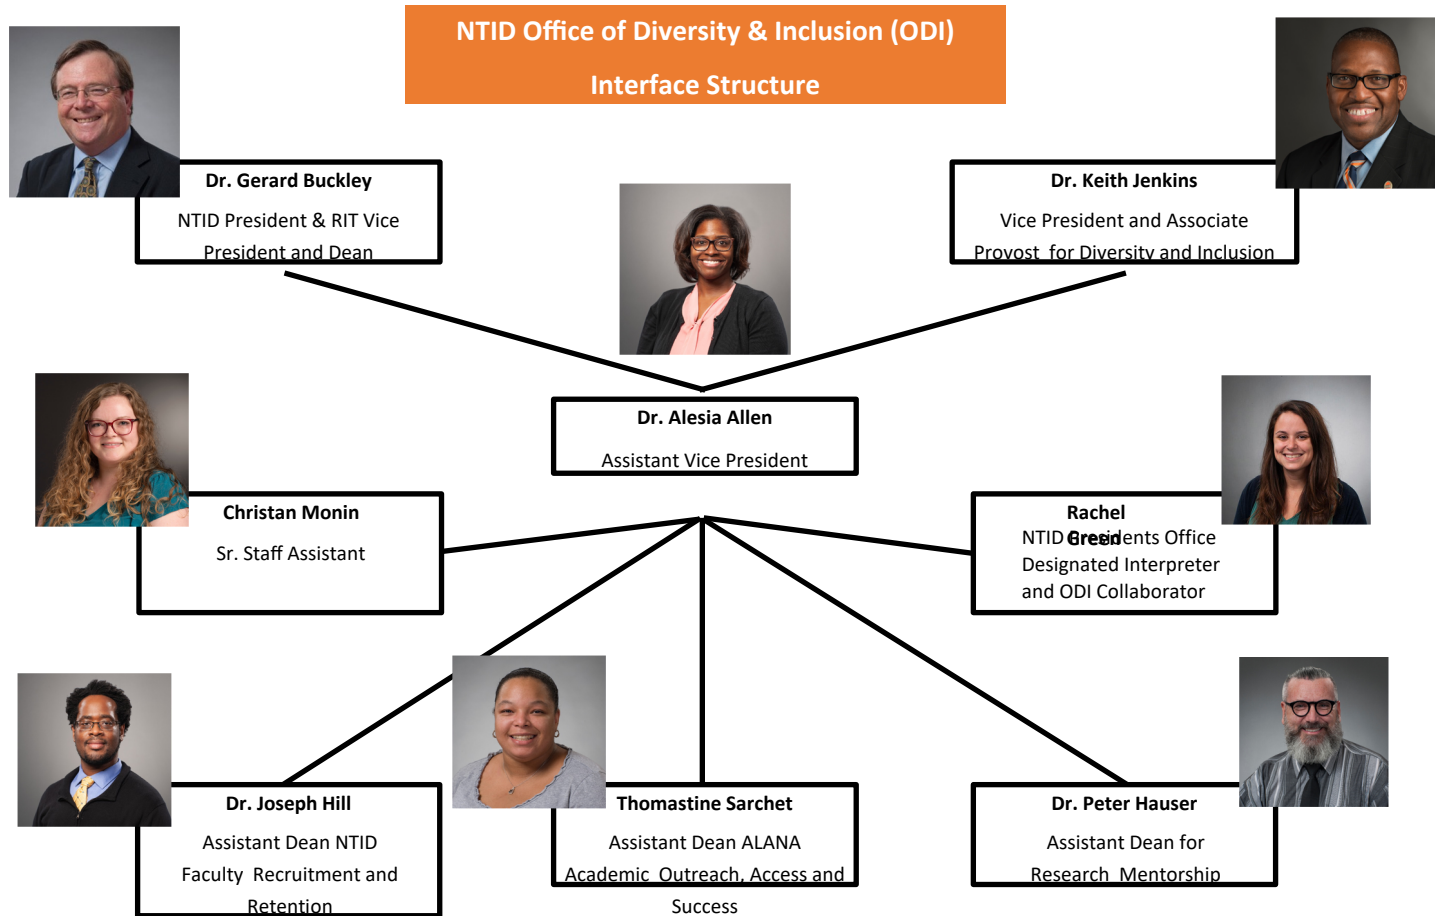 NTID Office of Diversity & Inclusion (ODI)
Interface Structure
Dr. Gerard Buckley
NTID President & RIT Vice
President and Dean
Dr. Keith Jenkins
Vice President and Associate
Provost for Diversity and Inclusion
Dr. Alesia Allen
Assistant Vice President
Christan Monin
Sr. Staff Assistant
Rachel
Green
NTID Presidents Office
Designated Interpreter
and ODI Collaborator
Dr. Joseph Hill
Assistant Dean NTID
Faculty Recruitment and
Retention
Thomastine Sarchet
Assistant Dean ALANA
Academic Outreach, Access and
Success
Dr. Peter Hauser
Assistant Dean for
Research Mentorship